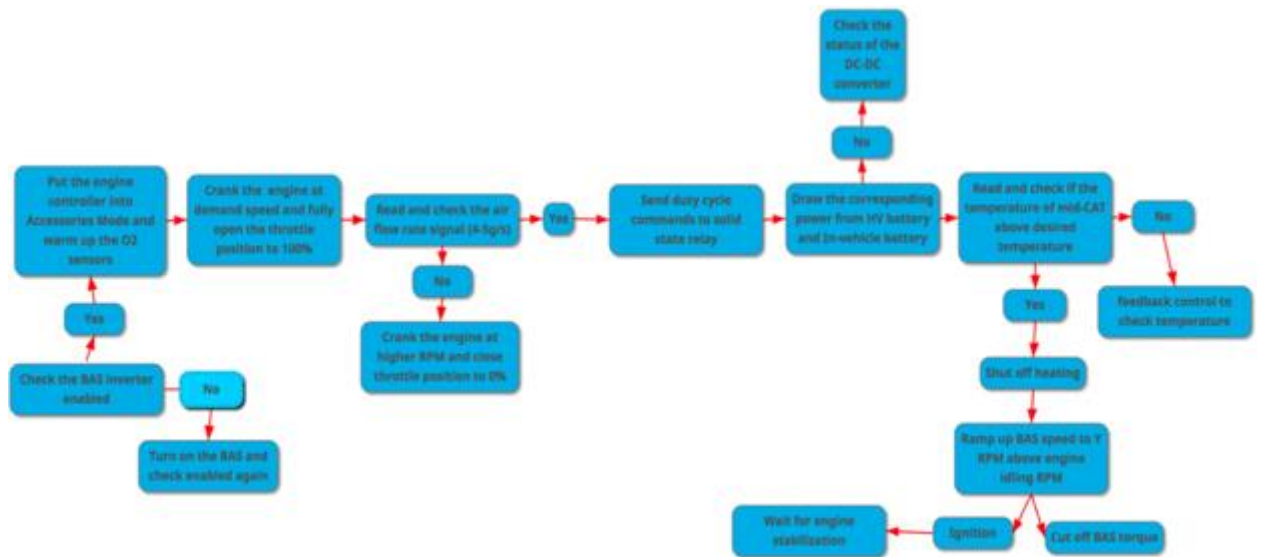 Check the
status of the
DC-DC
converter
No
Put the engine
controller into
Accessories Mode and
warm up the O2
sensors
Crank the engine at
demand speed and fully
open the throttle
position to 100%
Read and check the air
flow rate signal (4-5g/s)
Yes
Send duty cycle
commands to solid
state relay
Draw the corresponding
power from HV battery
and In-vehicle battery
Read and check if the
temperature of mid-CAT
above desired
temperature
No
Yes
Check the BAS inverter
enabled
No
Turn on the BAS and
check enabled again
No
Crank the engine at
higher RPM and close
throttle position to 0%
Yes
feedback control to
check temperature
Shut off heating
Ramp up BAS speed to Y
RPM above engine
idling RPM
Wait for engine
stabilization
Ignition
Cut off BAS torque